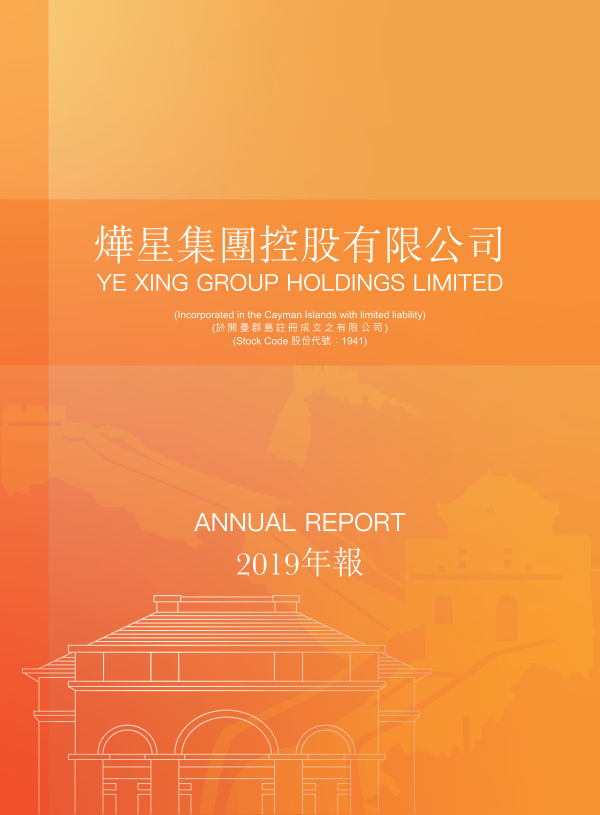 燁星集團控股有限公司
YE XING GROUP HOLDINGS LIMITED
(Incorporated in the Cayman Islands with limited liability)
(於開曼群島註冊成立之有限公司)
(Stock Code 股份代號：1941)
ANNUAL REPORT
2019年報